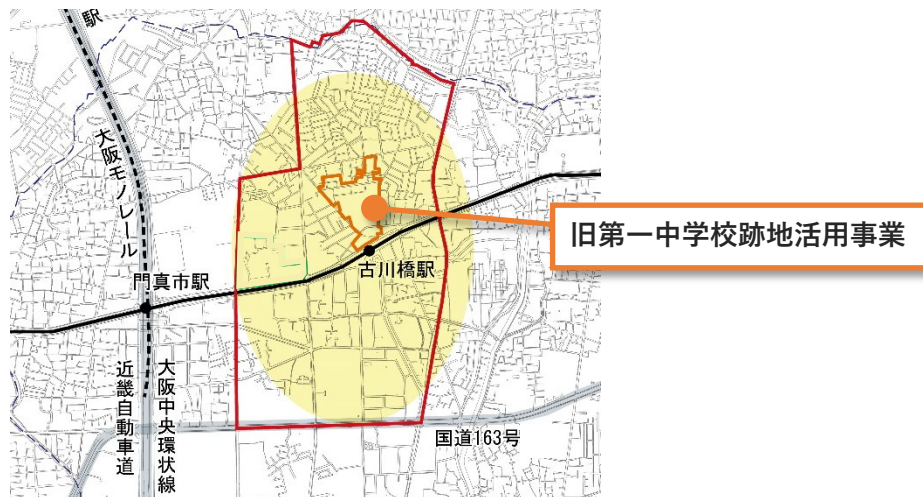 駅
大阪モノレール
旧第一中学校跡地活用事業
古川橋駅
門真市駅
近畿自動車道
大阪中央環状線
国道163号